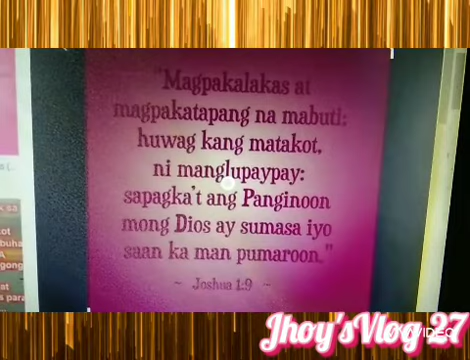 "Magpakalakas at
magpakatapang na mabuti;
huwag kang matakot,
ni manglupaypay:
sapagka't ang Panginoon
mong Dios ay sumasa iyo
saan ka man pumaroon."
~ Joshua 1:9 ~
Jhoy'sVlog 27